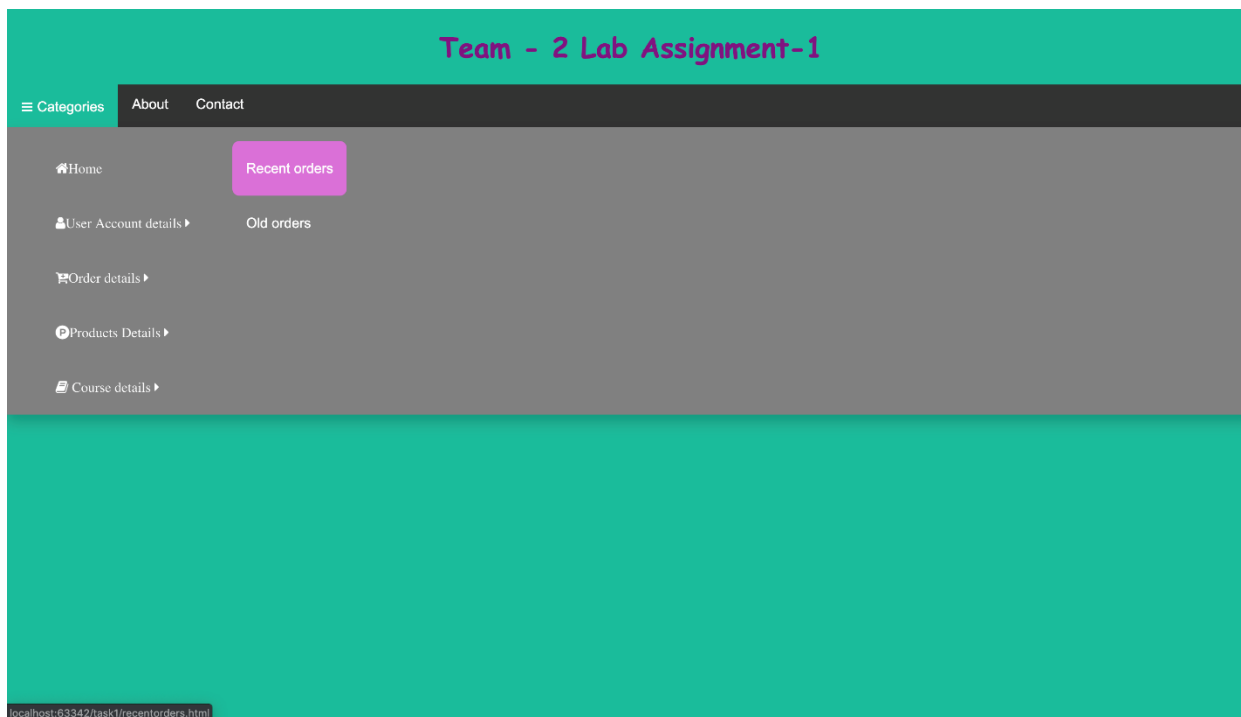 Team - 2 Lab Assignment-1
Categories About Contact
Home
User Account details
Order details
Products Details
Course details
Recent orders
Old orders
localhost:63342/task1/recentorders.html